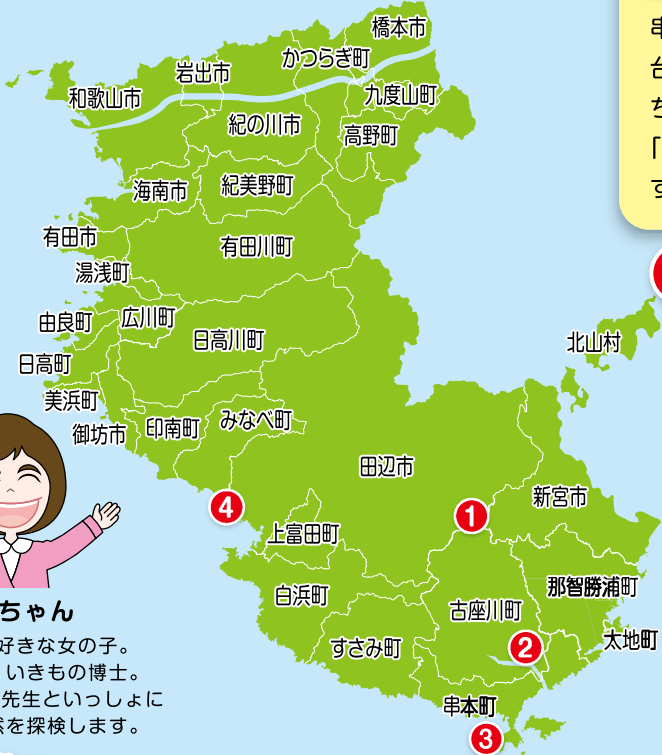 橋本市
かつらぎ町
岩出市
和歌山市
九度山町
紀の川市
高野町
海南市
紀美野町
有田市
有田川町
湯浅町
由良町
広川町
日高川町
北山村
日高町
美浜町
みなべ町
御坊市
印南町
田辺市
新宮市
4
1
上富田町
那智勝浦町
白浜町
古座川町
太地町
すさみ町
2
串本町
3
ちゃん
好きな女の子。
いきもの博士。
先生といっしょに
を探検します。
台
ち
「
す